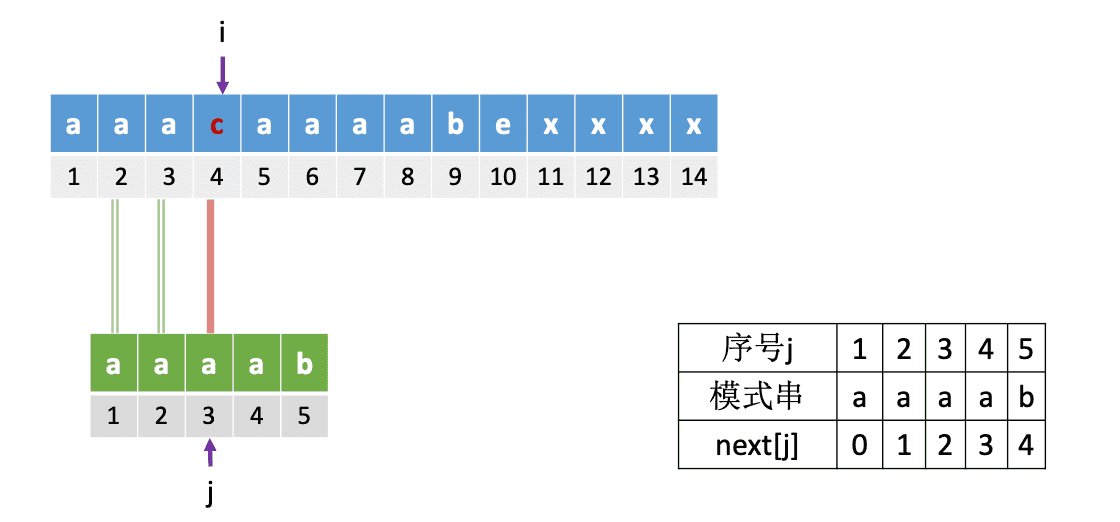 i
a a a c a a a a b e x x x x
1 2 3 4 5 6 7 8 9 10 11 12 13 14
a a a a b
1 2 3 4 5
j
序号j 1 2 3 4 5
模式串 a a a a b
next[j] 0 1 2 3 4